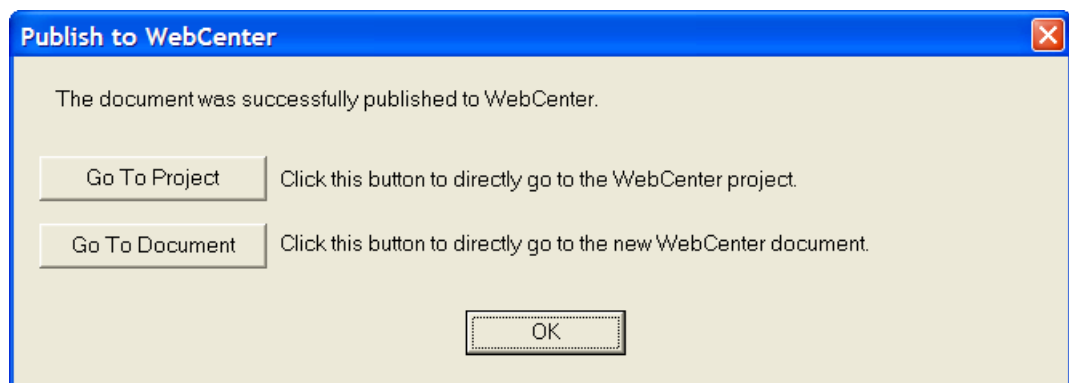 Publish to WebCenter
The document was successfully published to WebCenter.
Go To Project Click this button to directly go to the WebCenter project.
Go To Document Click this button to directly go to the new WebCenter document.
OK